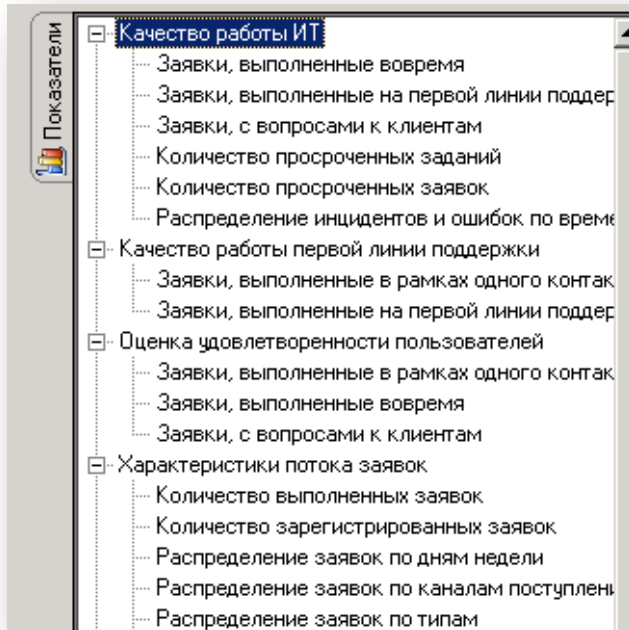 Показатели
Качество работы ИТ
Заявки, выполненные вовремя
Заявки, выполненные на первой линии поддер
Заявки, с вопросами к клиентам
Количество просроченных заданий
Количество просроченных заявок
Распределение инцидентов и ошибок по време
Качество работы первой линии поддержки
Заявки, выполненные в рамках одного контак
Заявки, выполненные на первой линии поддер
Оценка удовлетворенности пользователей
Заявки, выполненные в рамках одного контак
Заявки, выполненные вовремя
Заявки, с вопросами к клиентам
Характеристики потока заявок
Количество выполненных заявок
Количество зарегистрированных заявок
Распределение заявок по дням недели
Распределение заявок по каналам поступлени
Распределение заявок по типам